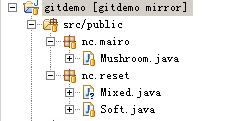 gitdemo [gitdemo mirror]
src/public
nc.mairo
Mushroom.java
nc.reset
Mixed.java
Soft.java